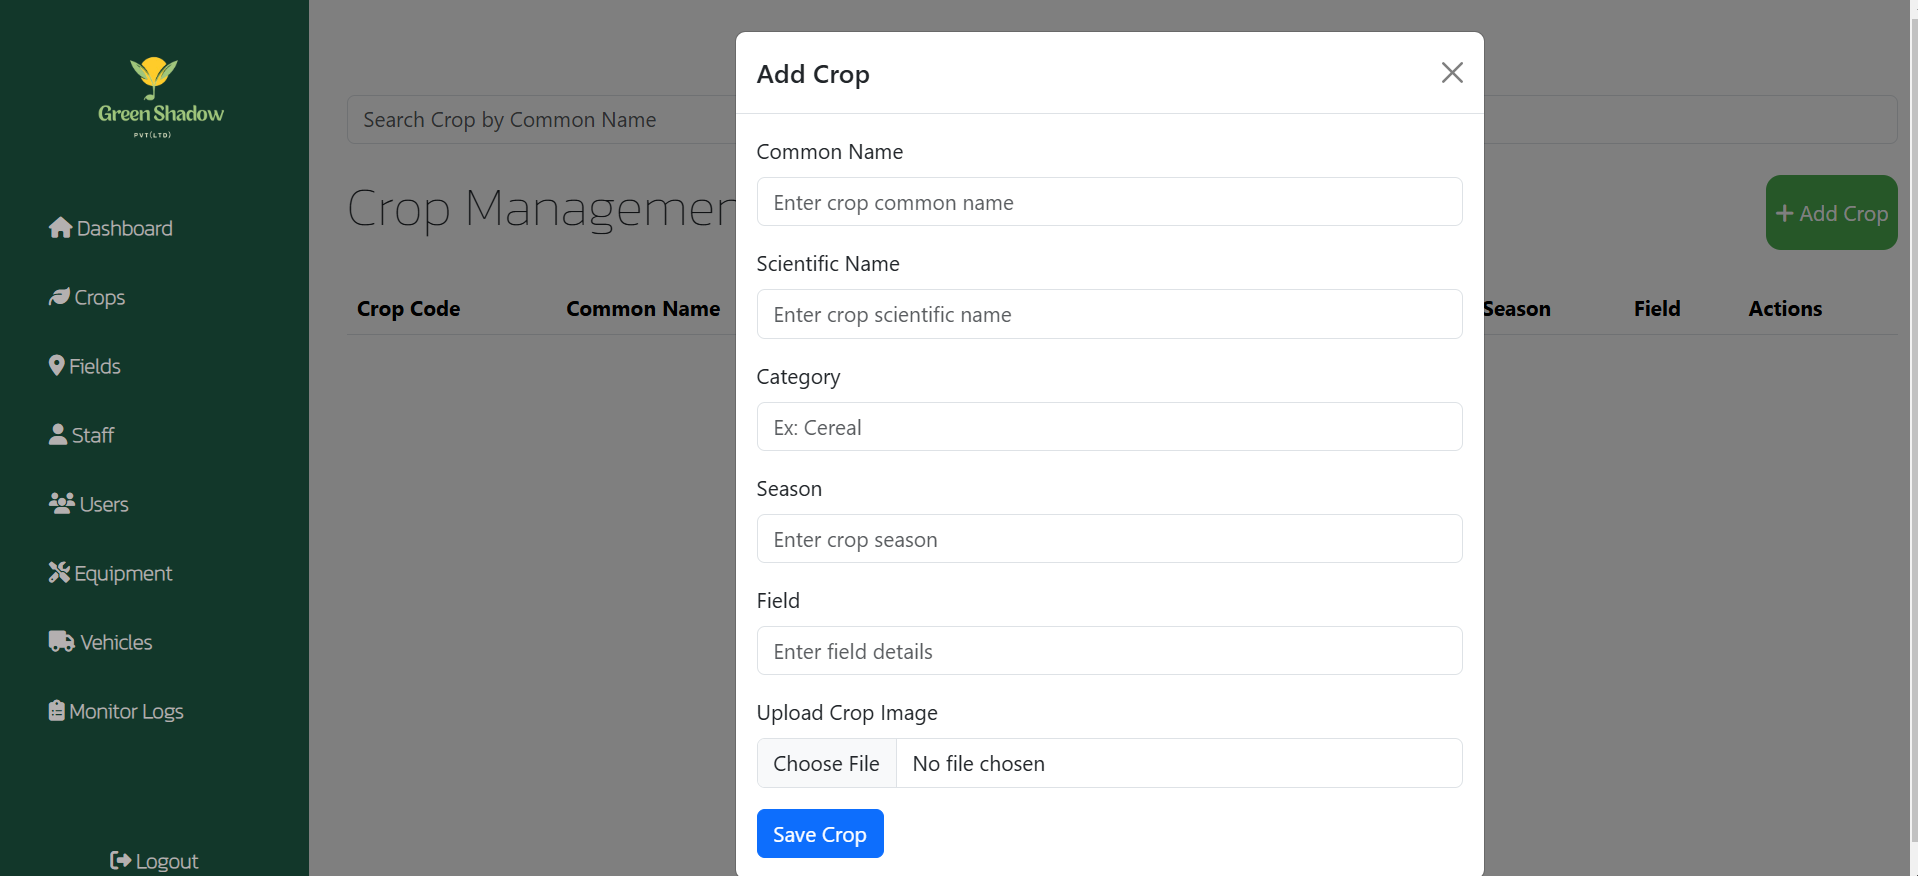 Green Shadow
PVT(LTD)
Dashboard
Crops
Fields
Staff
Users
Equipment
Vehicles
Monitor Logs
Logout
Search Crop by Common Name
Crop Managemen
+ Add Crop
Crop Code Common Name Season Field Actions
Add Crop
Common Name
Enter crop common name
Scientific Name
Enter crop scientific name
Category
Ex: Cereal
Season
Enter crop season
Field
Enter field details
Upload Crop Image
Choose File No file chosen
Save Crop